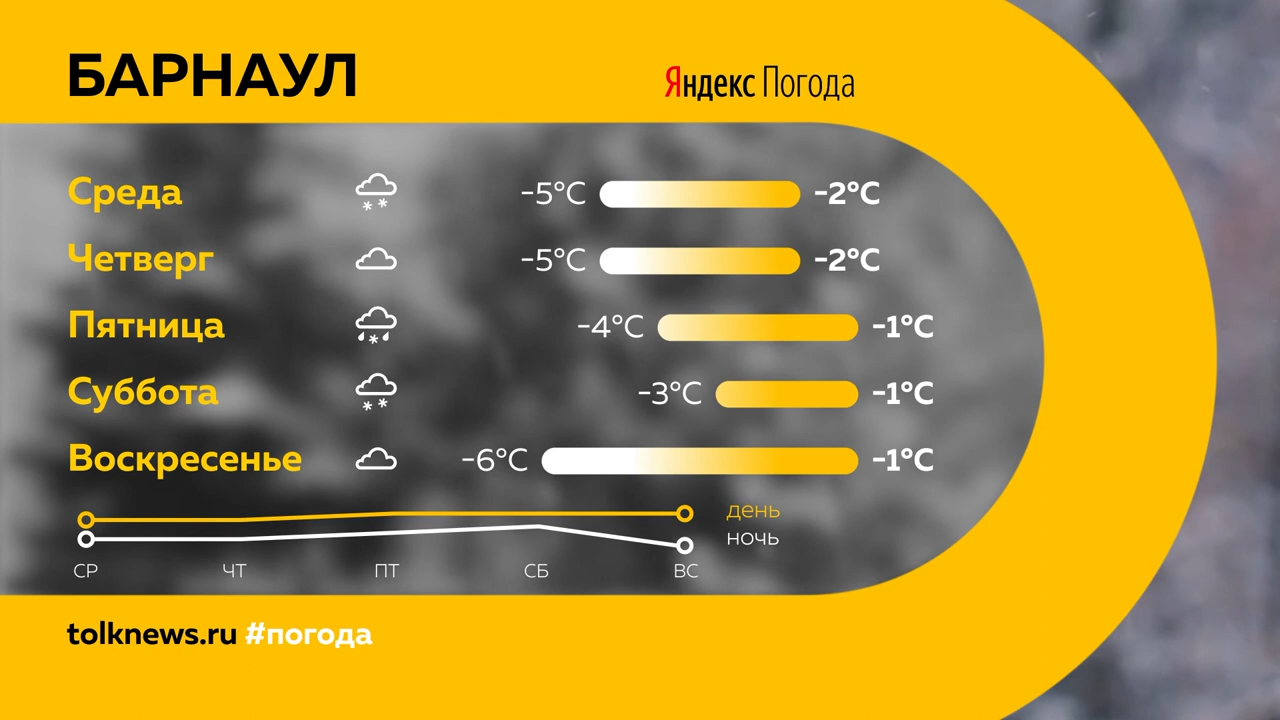 БАРНАУЛ
Яндекс Погода
Среда -5°C -2°C
Четверг -5°C -2°C
Пятница -4°C -1°C
Суббота -3°C -1°C
Воскресенье -6°C -1°C
день
ночь
СР ЧТ ПТ СБ ВС
tolknews.ru #погода